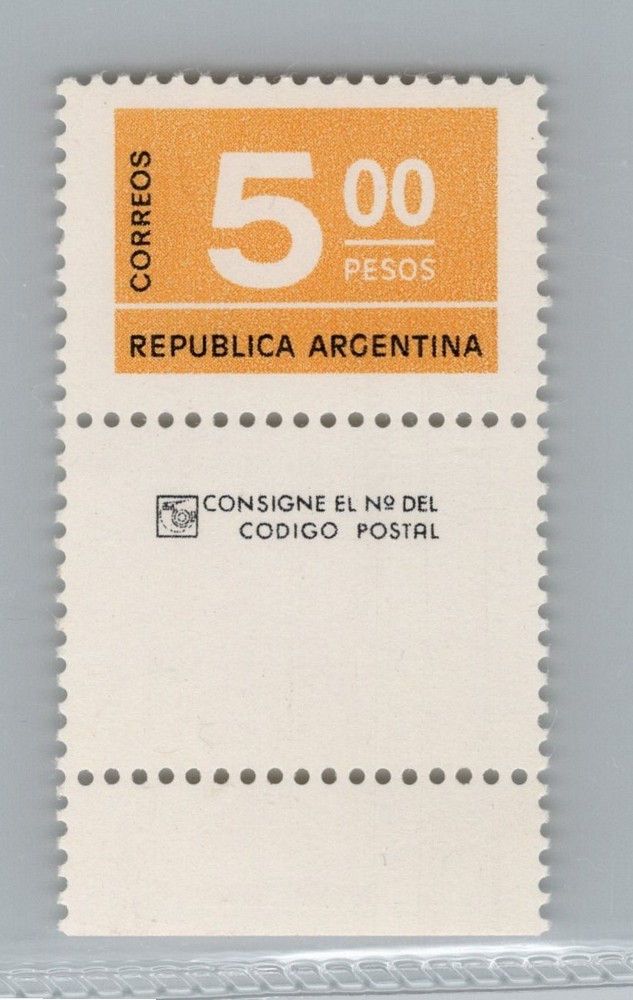 CORREOS
5 00
PESOS
REPUBLICA ARGENTINA
CONSIGNE EL Nº DEL
CODIGO POSTAL